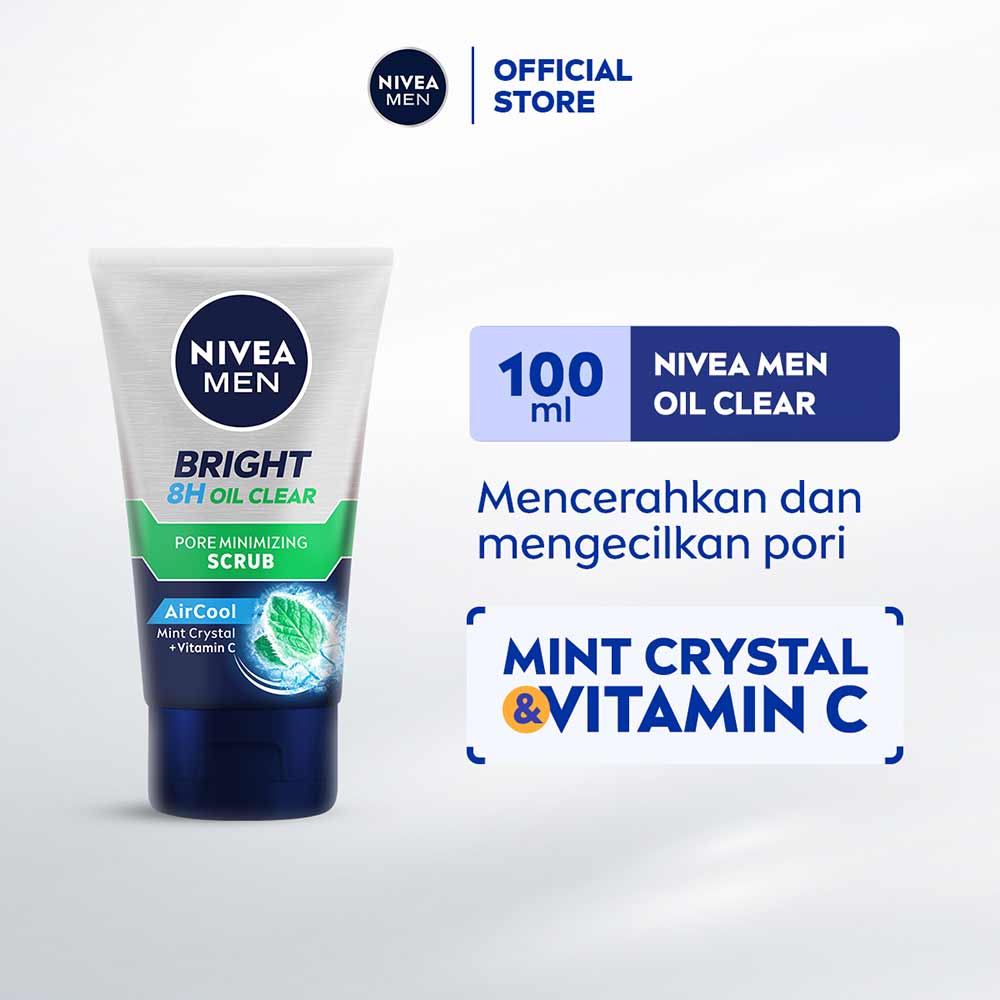 NIVEA
MEN
OFFICIAL
STORE
NIVEA
MEN
BRIGHT
8H OIL CLEAR
PORE MINIMIZING
SCRUB
AirCool
Mint Crystal
+Vitamin C
100
ml
NIVEA MEN
OIL CLEAR
Mencerahkan dan
mengecilkan pori
MINT CRYSTAL
&VITAMIN C